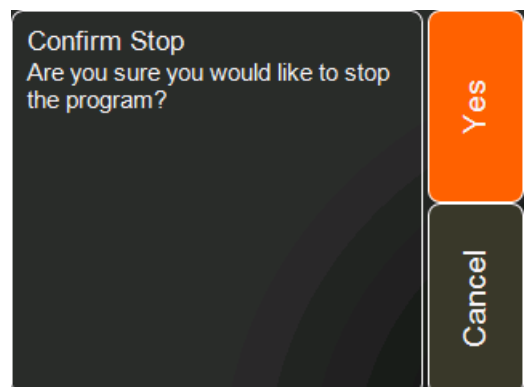 Confirm Stop
Are you sure you would like to stop
the program?
Yes
Cancel